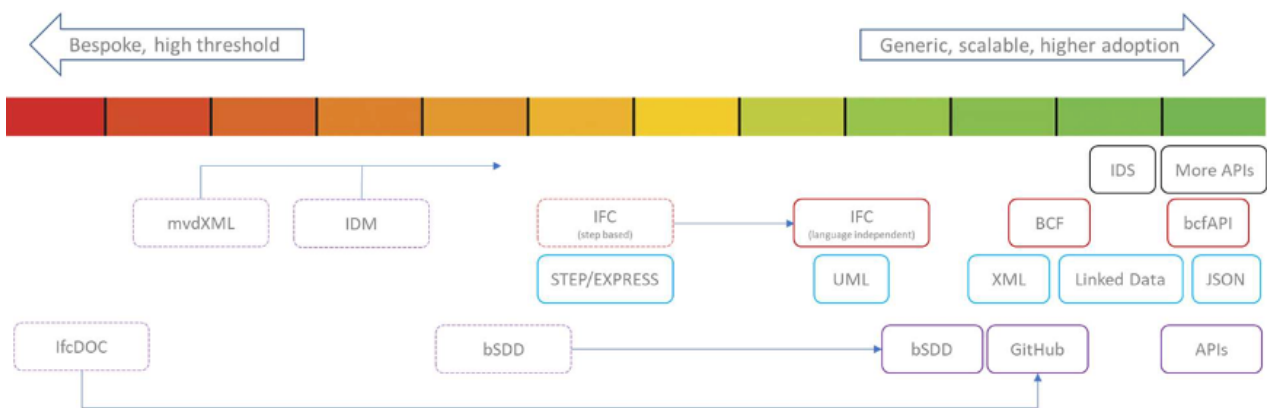 Bespoke, high threshold
Generic, scalable, higher adoption
IDS
More APIs
mvdXML
IDM
IFC
(step based)
IFC
(language independent)
BCF
bcfAPI
STEP/EXPRESS
UML
XML
Linked Data
JSON
IfcDOC
bSDD
bSDD
GitHub
APIs